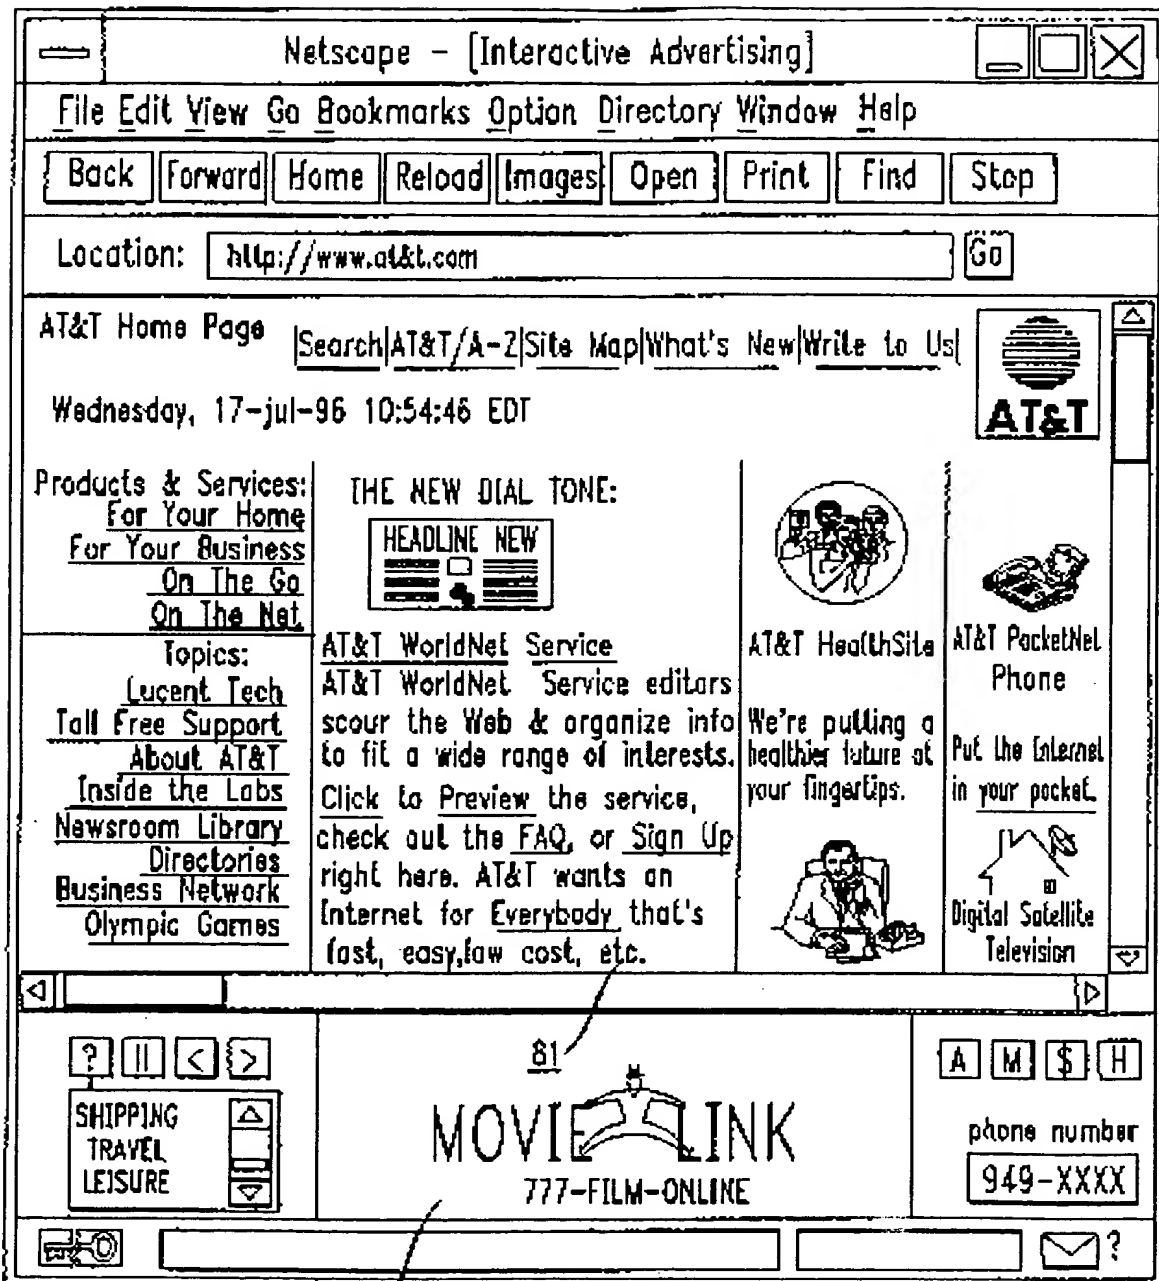 Netscape - [Interactive Advertising]
File Edit View Go Bookmarks Option Directory Window Help
Back Forward Home Reload Images Open Print Find Stop
Location: http://www.at&t.com Go
AT&T Home Page
Search|AT&T/A-Z|Site Map|What's New|Write to Us|
AT&T
Wednesday, 17-jul-96 10:54:46 EDT
Products & Services:
For Your Home
For Your Business
On The Go
On The Net
Topics:
Lucent Tech
Toll Free Support
About AT&T
Inside the Labs
Newsroom Library
Directories
Business Network
Olympic Games
THE NEW DIAL TONE:
HEADLINE NEW
AT&T WorldNet Service
AT&T WorldNet Service editors
scour the Web & organize info
to fit a wide range of interests.
Click to Preview the service,
check out the FAQ, or Sign Up
right here. AT&T wants an
Internet for Everybody that's
fast, easy,low cost, etc.
AT&T HealthSite
We're putting a
healthier future at
your fingertips.
AT&T PocketNet
Phone
Put the Internet
in your pocket.
Digital Satellite
Television
? || < >
SHIPPING
TRAVEL
LEISURE
81
MOVIE LINK
777-FILM-ONLINE
A M $ H
phone number
949-XXXX
?